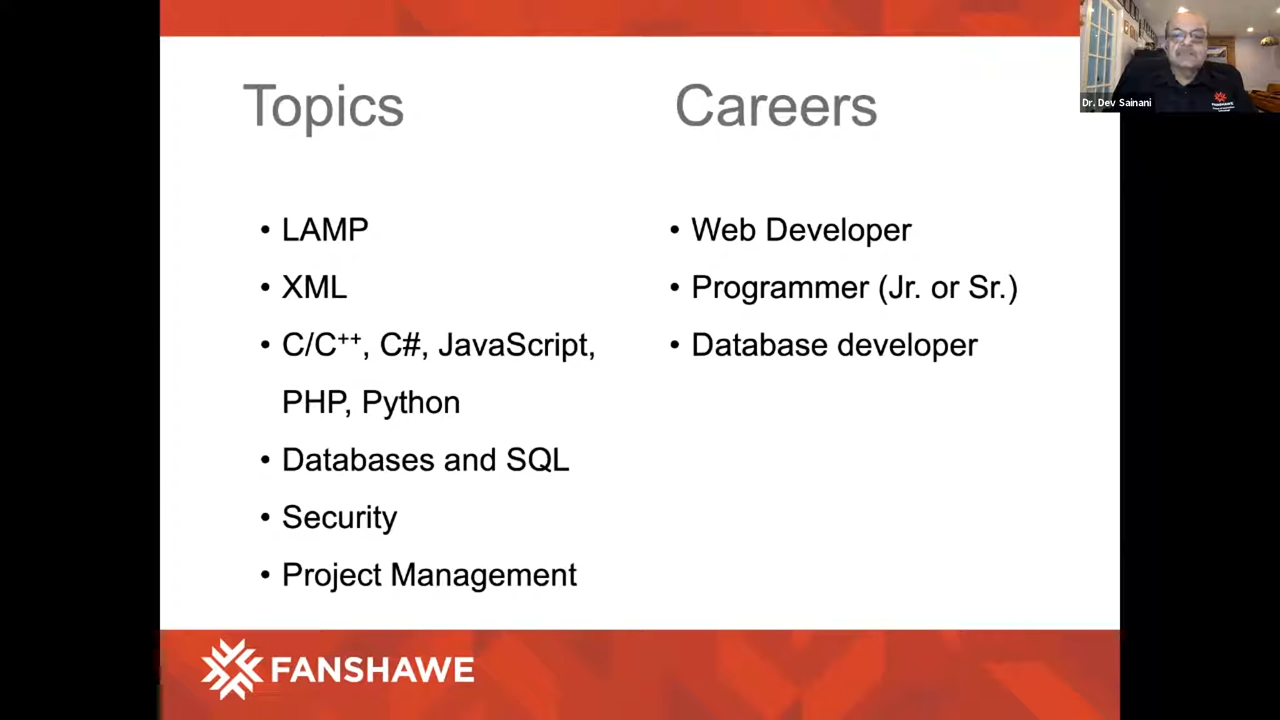 Topics
Careers
• LAMP
• XML
• C/C++, C#, JavaScript,
PHP, Python
• Databases and SQL
• Security
• Project Management
• Web Developer
• Programmer (Jr. or Sr.)
• Database developer
FANSHAWE
Dr. Dev Sainani
FANSHAWE